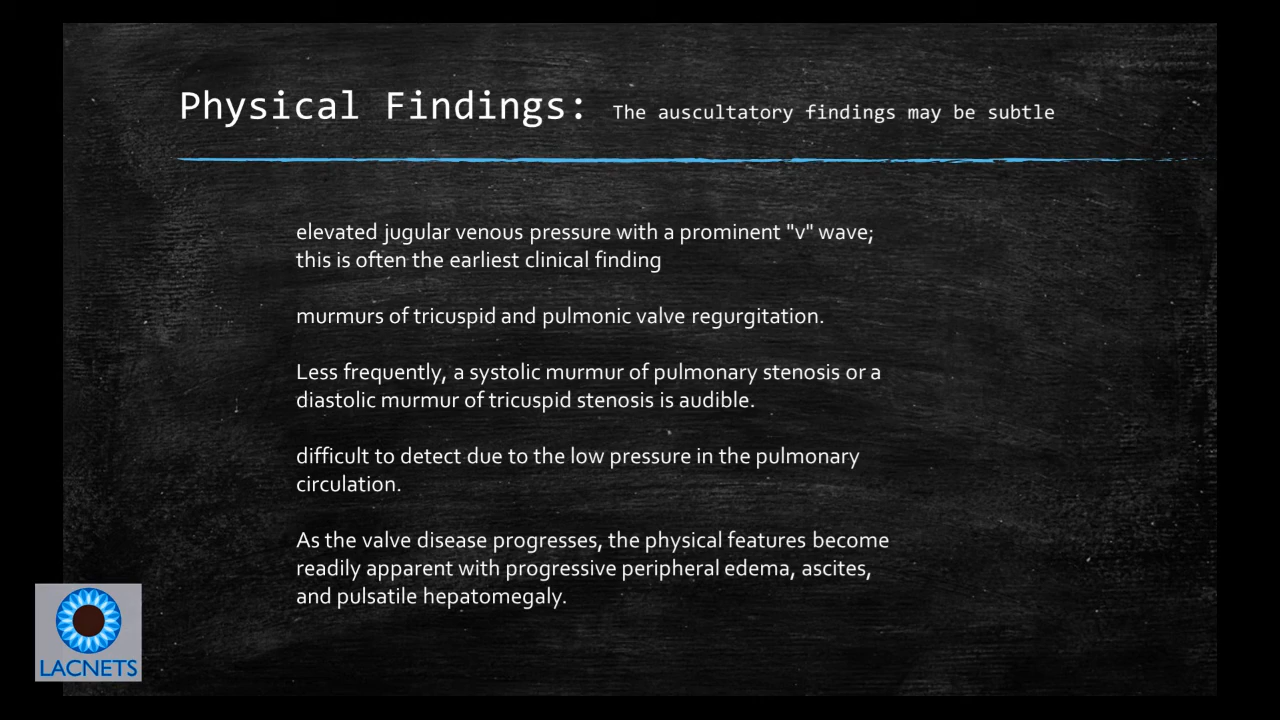 Physical Findings: The auscultatory findings may be subtle
elevated jugular venous pressure with a prominent "v" wave;
this is often the earliest clinical finding
murmurs of tricuspid and pulmonic valve regurgitation.
Less frequently, a systolic murmur of pulmonary stenosis or a
diastolic murmur of tricuspid stenosis is audible.
difficult to detect due to the low pressure in the pulmonary
circulation.
As the valve disease progresses, the physical features become
readily apparent with progressive peripheral edema, ascites,
and pulsatile hepatomegaly.
LACNETS